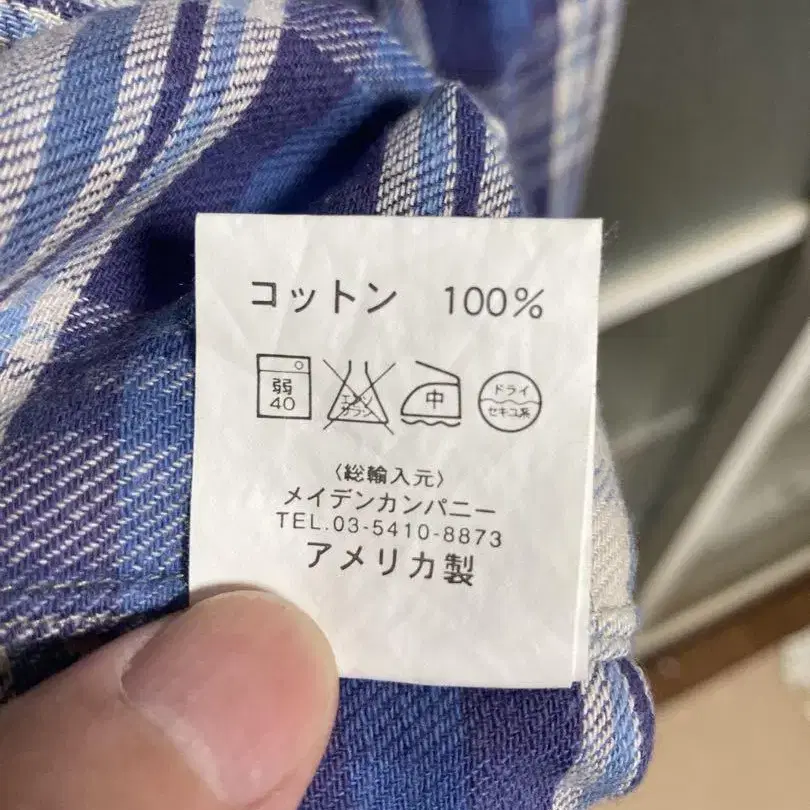 コットン 100%
弱 40
エンソ サラシ
中
ドライ セキユ系
〈総輸入元〉
メイデンカンパニー
TEL.03-5410-8873
アメリカ製